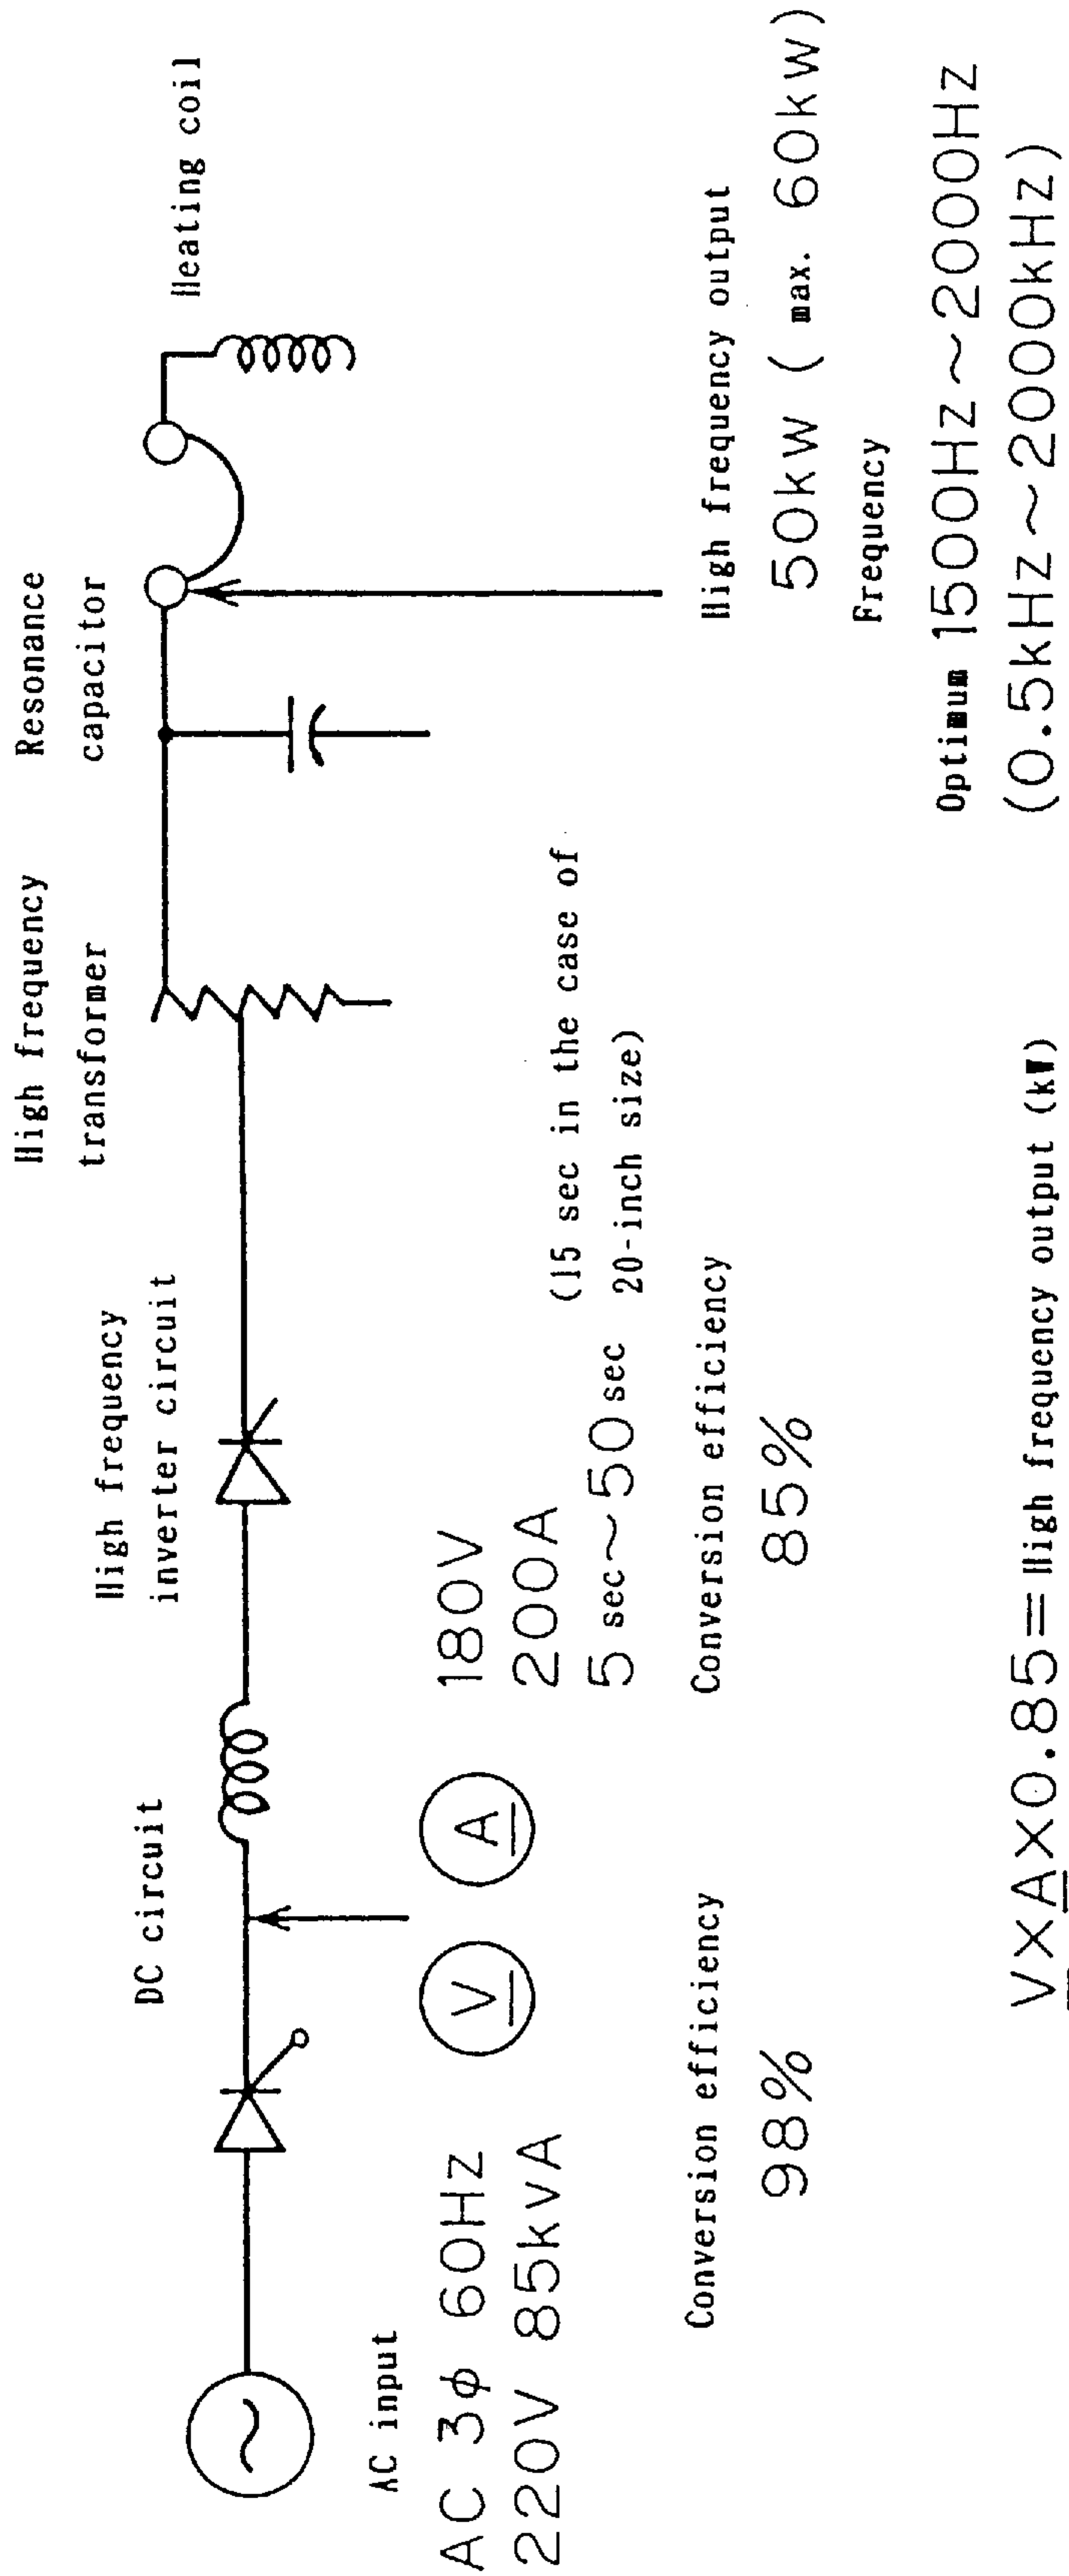 High frequency
transformer
Resonance
capacitor
High frequency
inverter circuit
DC circuit
Heating coil
AC input
AC 3φ 60Hz
220V 85kVA
V
A
180V
200A
5 sec~50 sec
(15 sec in the case of
20-inch size)
Conversion efficiency
98%
Conversion efficiency
85%
High frequency output
50kW ( max. 60kW)
Frequency
Optimum 1500Hz~2000Hz
(0.5kHz~2000kHz)
V×A×0.85=High frequency output (kW)